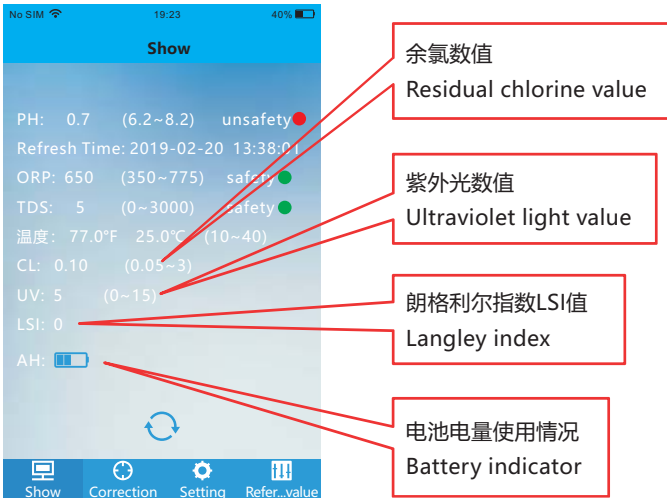 No SIM 19:23 40%
Show
PH: 0.7 (6.2~8.2) unsafety
Refresh Time: 2019-02-20 13:38:01
ORP: 650 (350~775) safety
TDS: 5 (0~3000) safety
温度: 77.0°F 25.0°C (10~40)
CL: 0.10 (0.05~3)
UV: 5 (0~15)
LSI: 0
AH:
Show Correction Setting Refer...value
余氯数值
Residual chlorine value
紫外光数值
Ultraviolet light value
朗格利尔指数LSI值
Langley index
电池电量使用情况
Battery indicator